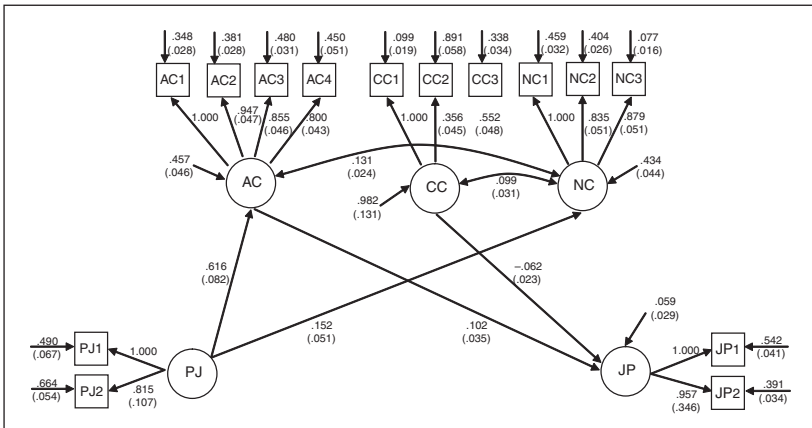 .348 .381 .480 .450 .099 .891 .338 .459 .404 .077
(.028) (.028) (.031) (.051) (.019) (.058) (.034) (.032) (.026) (.016)
AC1 AC2 AC3 AC4 CC1 CC2 CC3 NC1 NC2 NC3
1.000 .947 .855 .800 1.000 .356 .552 1.000 .835 .879
(.047) (.046) (.043) (.045) (.048) (.051) (.051)
.457 .131 .434
(.046) (.024) (.044)
AC CC NC
.099
(.031)
.982
(.131)
.616 –.062
(.082) (.023)
.152 .102 .059
(.051) (.035) (.029)
.490 .542
(.067) PJ1 1.000 1.000 JP1 (.041)
PJ JP
.664 PJ2 .815 .957 JP2 .391
(.054) (.107) (.346) (.034)